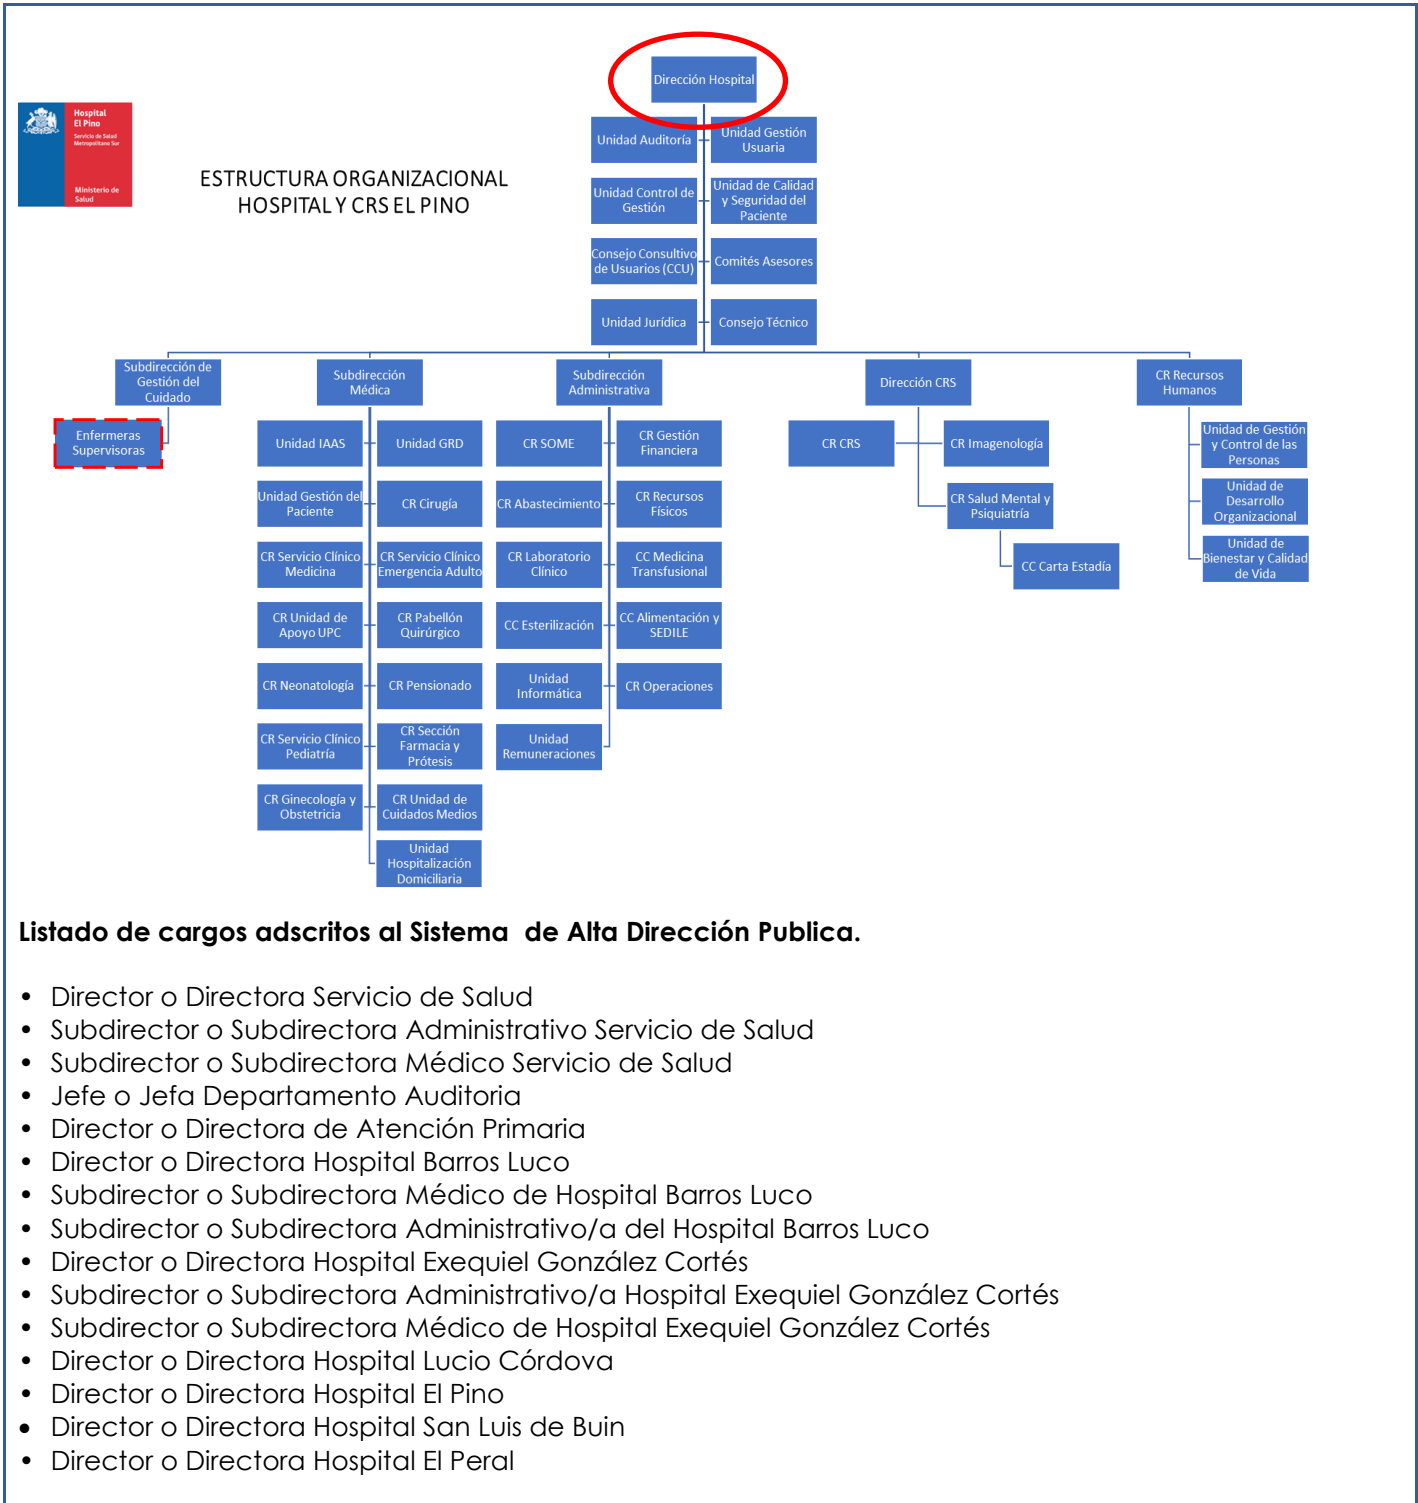 Dirección Hospital
Hospital
El Pino
Servicio de Salud
Metropolitano Sur
Ministerio de
Salud
ESTRUCTURA ORGANIZACIONAL
HOSPITAL Y CRS EL PINO
Unidad Auditoría
Unidad Gestión
Usuaria
Unidad Control de
Gestión
Unidad de Calidad
y Seguridad del
Paciente
Consejo Consultivo
de Usuarios (CCU)
Comités Asesores
Unidad Jurídica
Consejo Técnico
Subdirección de
Gestión del
Cuidado
Enfermeras
Supervisoras
Subdirección
Médica
Unidad IAAS
Unidad GRD
Unidad Gestión del
Paciente
CR Cirugía
CR Servicio Clínico
Medicina
CR Servicio Clínico
Emergencia Adulto
CR Unidad de
Apoyo UPC
CR Pabellón
Quirúrgico
CR Neonatología
CR Pensionado
CR Servicio Clínico
Pediatría
CR Sección
Farmacia y
Prótesis
CR Ginecología y
Obstetricia
CR Unidad de
Cuidados Medios
Unidad
Hospitalización
Domiciliaria
Subdirección
Administrativa
CR SOME
CR Gestión
Financiera
CR Abastecimiento
CR Recursos
Físicos
CR Laboratorio
Clínico
CC Medicina
Transfusional
CC Esterilización
CC Alimentación y
SEDILE
Unidad
Informática
CR Operaciones
Unidad
Remuneraciones
Dirección CRS
CR CRS
CR Imagenología
CR Salud Mental y
Psiquiatría
CC Carta Estadía
CR Recursos
Humanos
Unidad de Gestión
y Control de las
Personas
Unidad de
Desarrollo
Organizacional
Unidad de
Bienestar y Calidad
de Vida
Listado de cargos adscritos al Sistema  de Alta Dirección Publica.
• Director o Directora Servicio de Salud
• Subdirector o Subdirectora Administrativo Servicio de Salud
• Subdirector o Subdirectora Médico Servicio de Salud
• Jefe o Jefa Departamento Auditoria
• Director o Directora de Atención Primaria
• Director o Directora Hospital Barros Luco
• Subdirector o Subdirectora Médico de Hospital Barros Luco
• Subdirector o Subdirectora Administrativo/a del Hospital Barros Luco
• Director o Directora Hospital Exequiel González Cortés
• Subdirector o Subdirectora Administrativo/a Hospital Exequiel González Cortés
• Subdirector o Subdirectora Médico de Hospital Exequiel González Cortés
• Director o Directora Hospital Lucio Córdova
• Director o Directora Hospital El Pino
• Director o Directora Hospital San Luis de Buin
• Director o Directora Hospital El Peral